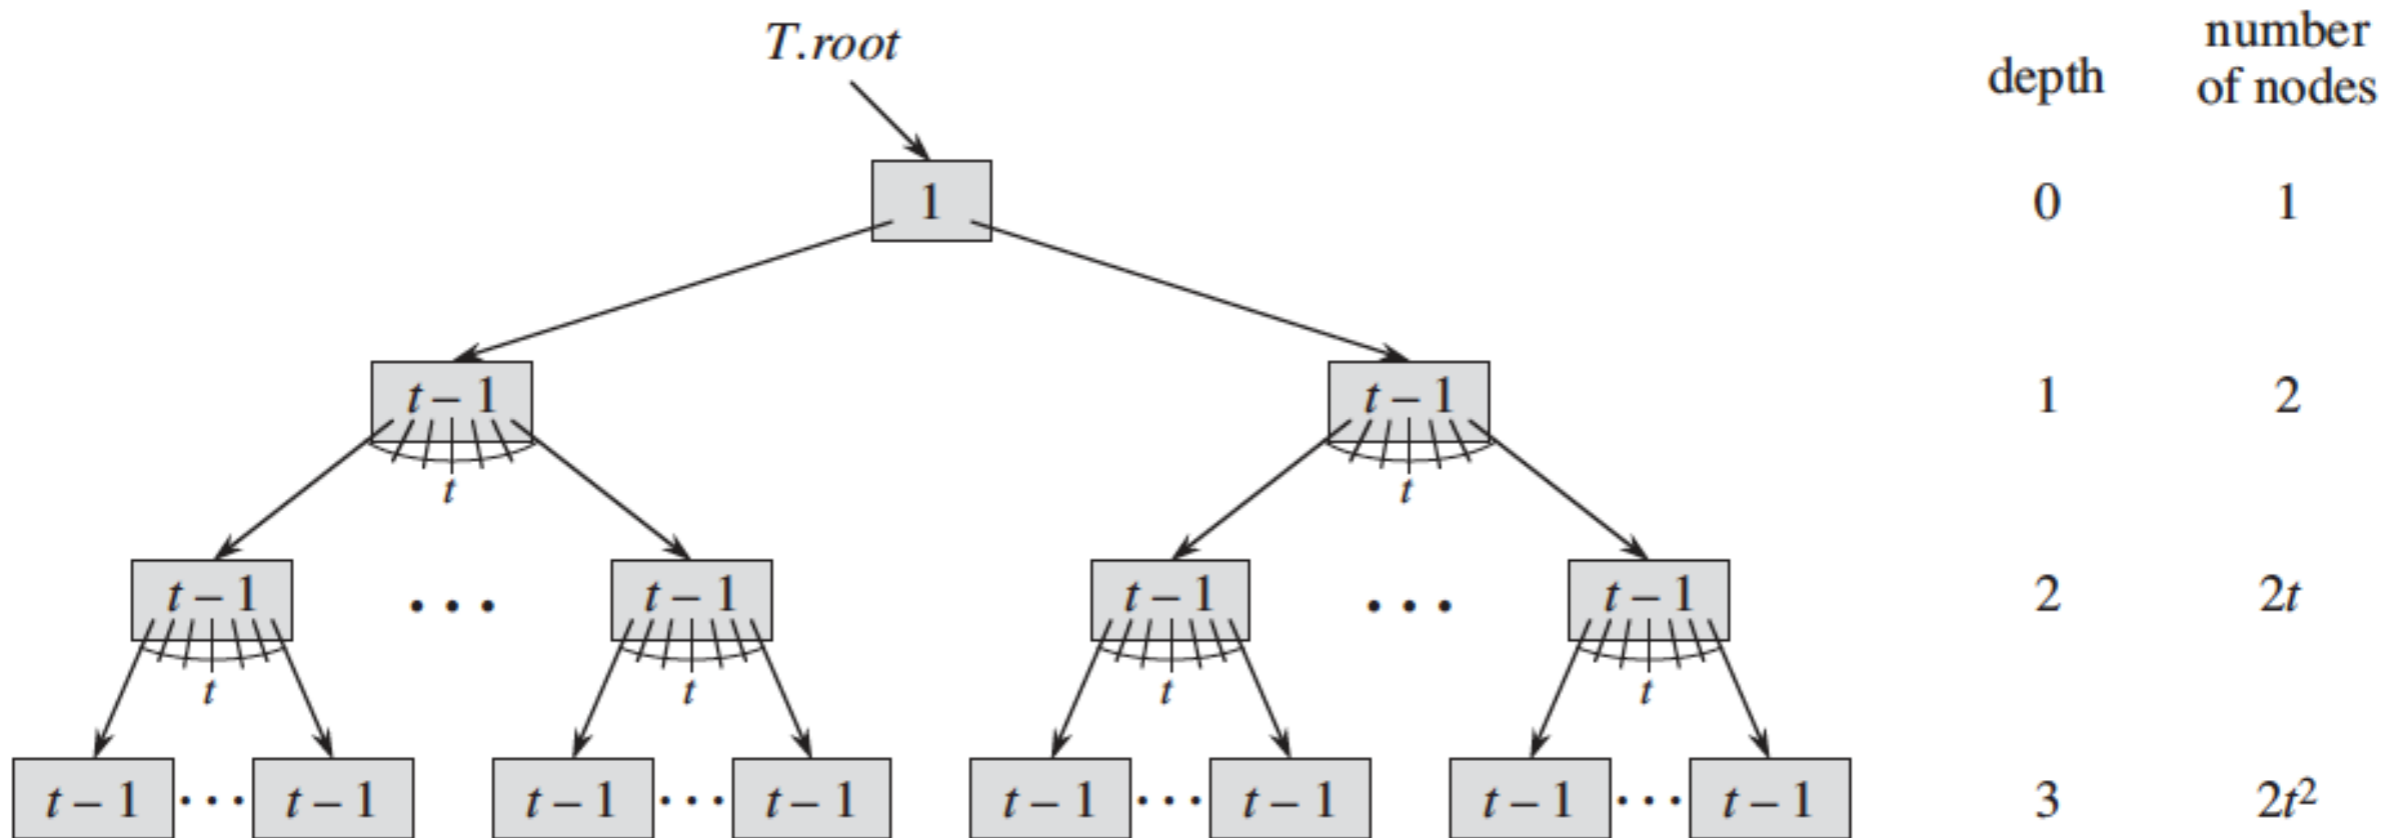 T.root
number
depth of nodes
1 0 1
t – 1 t – 1 1 2
t t
t – 1 ••• t – 1 t – 1 ••• t – 1 2 2t
t t t t
t – 1 ••• t – 1 t – 1 ••• t – 1 t – 1 ••• t – 1 t – 1 ••• t – 1 3 2t²